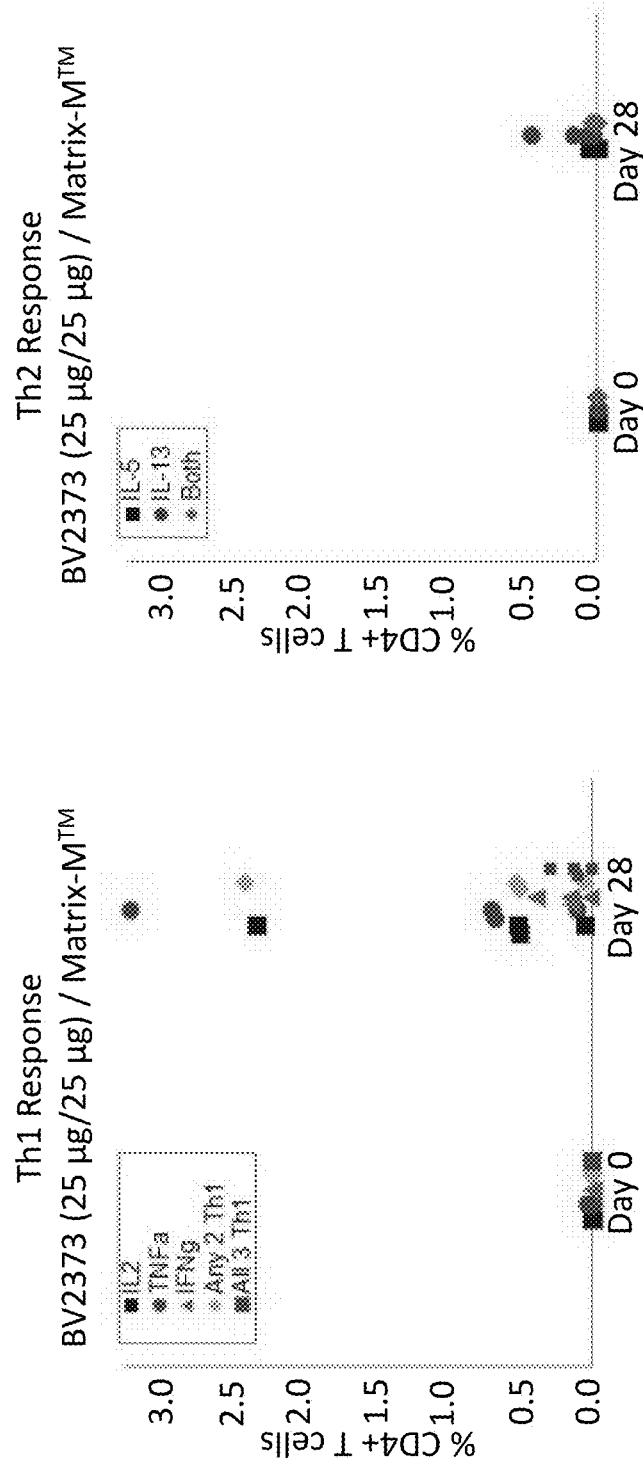 Th1 Response
BV2373 (25 µg/25 µg) / Matrix-M™
IL2
TNFa
IFNg
Any 2 Th1
All 3 Th1
% CD4+ T cells
3.0
2.5
2.0
1.5
1.0
0.5
0.0
Day 0
Day 28
Th2 Response
BV2373 (25 µg/25 µg) / Matrix-M™
IL-5
IL-13
Both
% CD4+ T cells
3.0
2.5
2.0
1.5
1.0
0.5
0.0
Day 0
Day 28